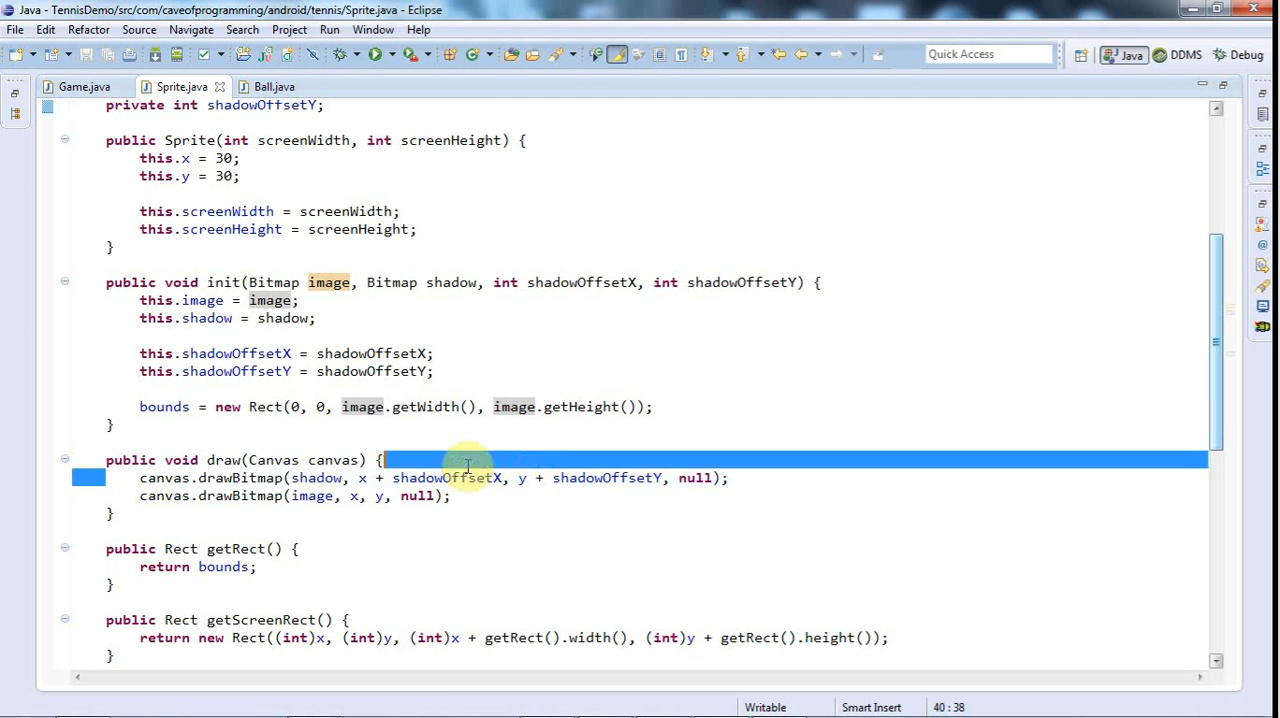 Java - TennisDemo/src/com/caveofprogramming/android/tennis/Sprite.java - Eclipse
File Edit Refactor Source Navigate Search Project Run Window Help
Quick Access Java DDMS Debug
Game.java Sprite.java Ball.java
private int shadowOffsetY;
public Sprite(int screenWidth, int screenHeight) {
this.x = 30;
this.y = 30;
this.screenWidth = screenWidth;
this.screenHeight = screenHeight;
}
public void init(Bitmap image, Bitmap shadow, int shadowOffsetX, int shadowOffsetY) {
this.image = image;
this.shadow = shadow;
this.shadowOffsetX = shadowOffsetX;
this.shadowOffsetY = shadowOffsetY;
bounds = new Rect(0, 0, image.getWidth(), image.getHeight());
}
public void draw(Canvas canvas) {
canvas.drawBitmap(shadow, x + shadowOffsetX, y + shadowOffsetY, null);
canvas.drawBitmap(image, x, y, null);
}
public Rect getRect() {
return bounds;
}
public Rect getScreenRect() {
return new Rect((int)x, (int)y, (int)x + getRect().width(), (int)y + getRect().height());
}
Writable Smart Insert 40 : 38